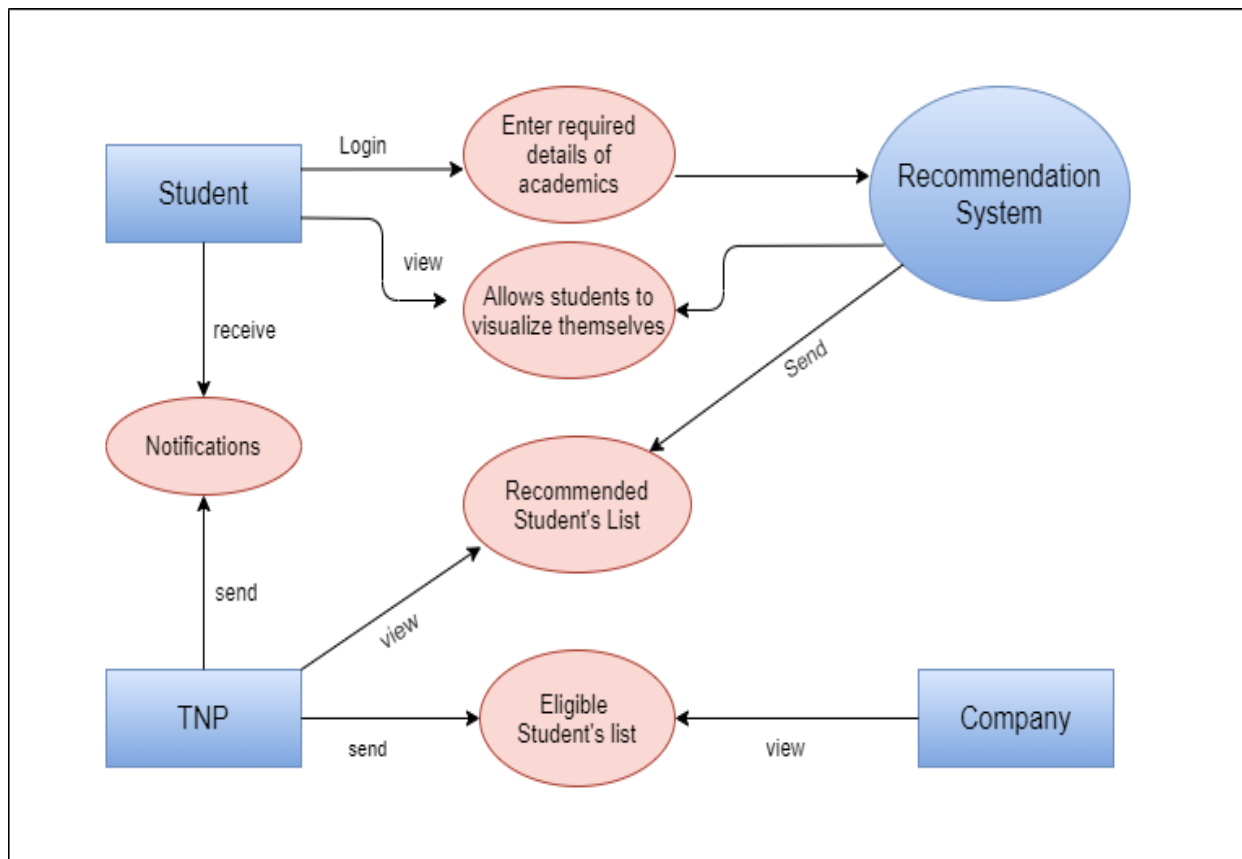 Login
Enter required
details of
academics
Recommendation
System
Student
view
Allows students to
visualize themselves
receive
Send
Notifications
Recommended
Student's List
send
view
TNP
Eligible
Student's list
Company
send
view